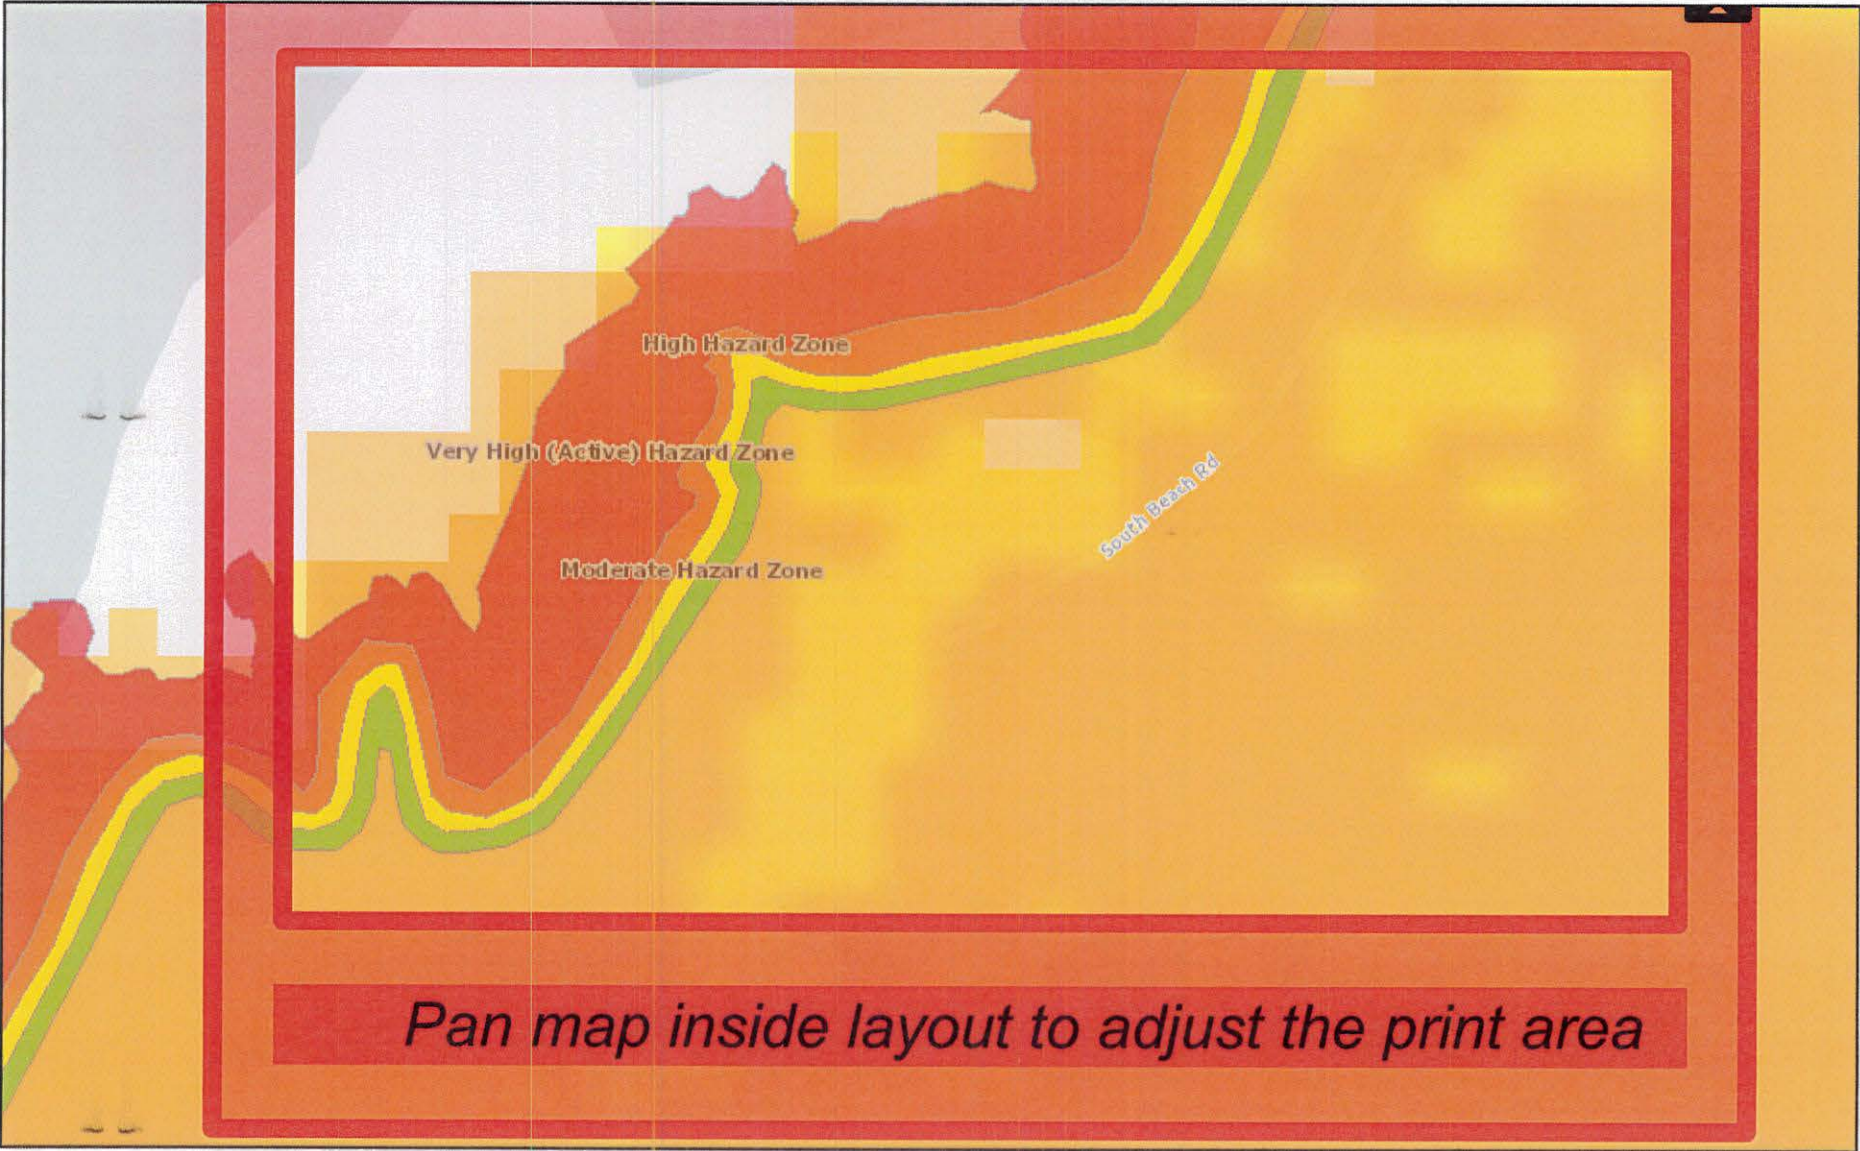 High Hazard Zone
Very High (Active) Hazard Zone
South Beach Rd
Moderate Hazard Zone
Pan map inside layout to adjust the print area